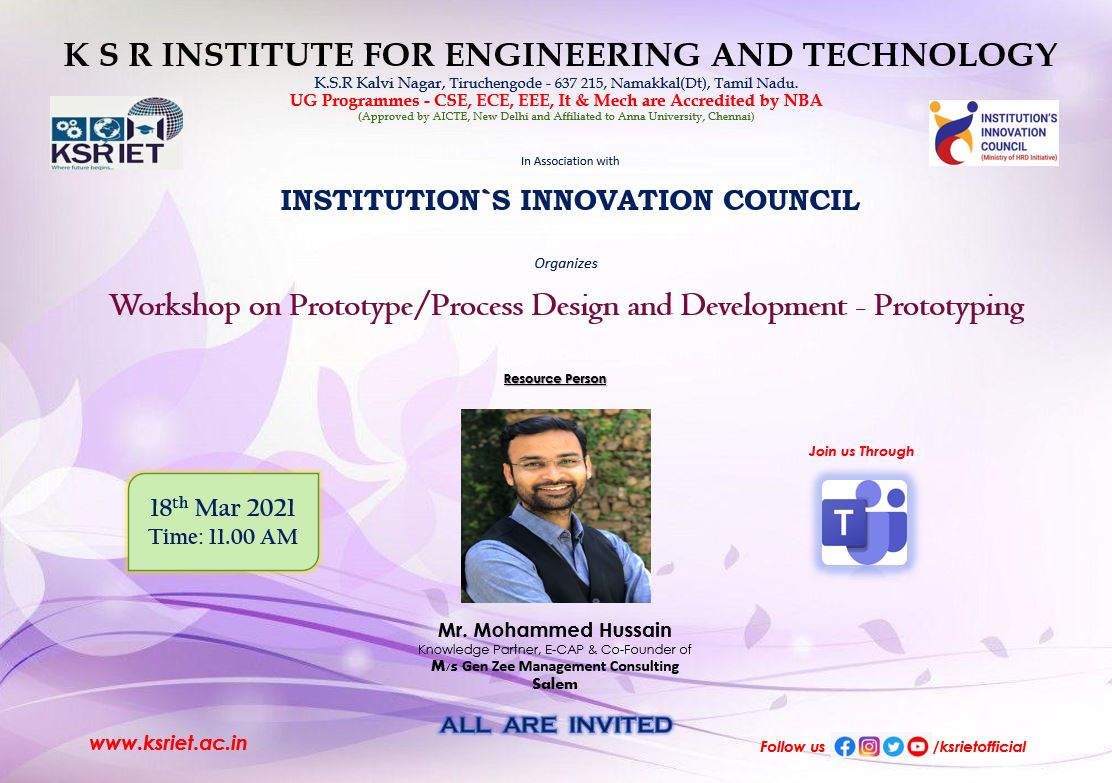 K S R INSTITUTE FOR ENGINEERING AND TECHNOLOGY
K.S.R Kalvi Nagar, Tiruchengode - 637 215, Namakkal(Dt), Tamil Nadu.
UG Programmes - CSE, ECE, EEE, It & Mech are Accredited by NBA
(Approved by AICTE, New Delhi and Affiliated to Anna University, Chennai)
KSRIET
Where future begins...
INSTITUTION'S
INNOVATION
COUNCIL
(Ministry of HRD Initiative)
In Association with
INSTITUTION`S INNOVATION COUNCIL
Organizes
Workshop on Prototype/Process Design and Development - Prototyping
Resource Person
18th Mar 2021
Time: 11.00 AM
Join us Through
T
Mr. Mohammed Hussain
Knowledge Partner, E-CAP & Co-Founder of
M/s Gen Zee Management Consulting
Salem
ALL ARE INVITED
www.ksriet.ac.in
Follow us /ksrietofficial